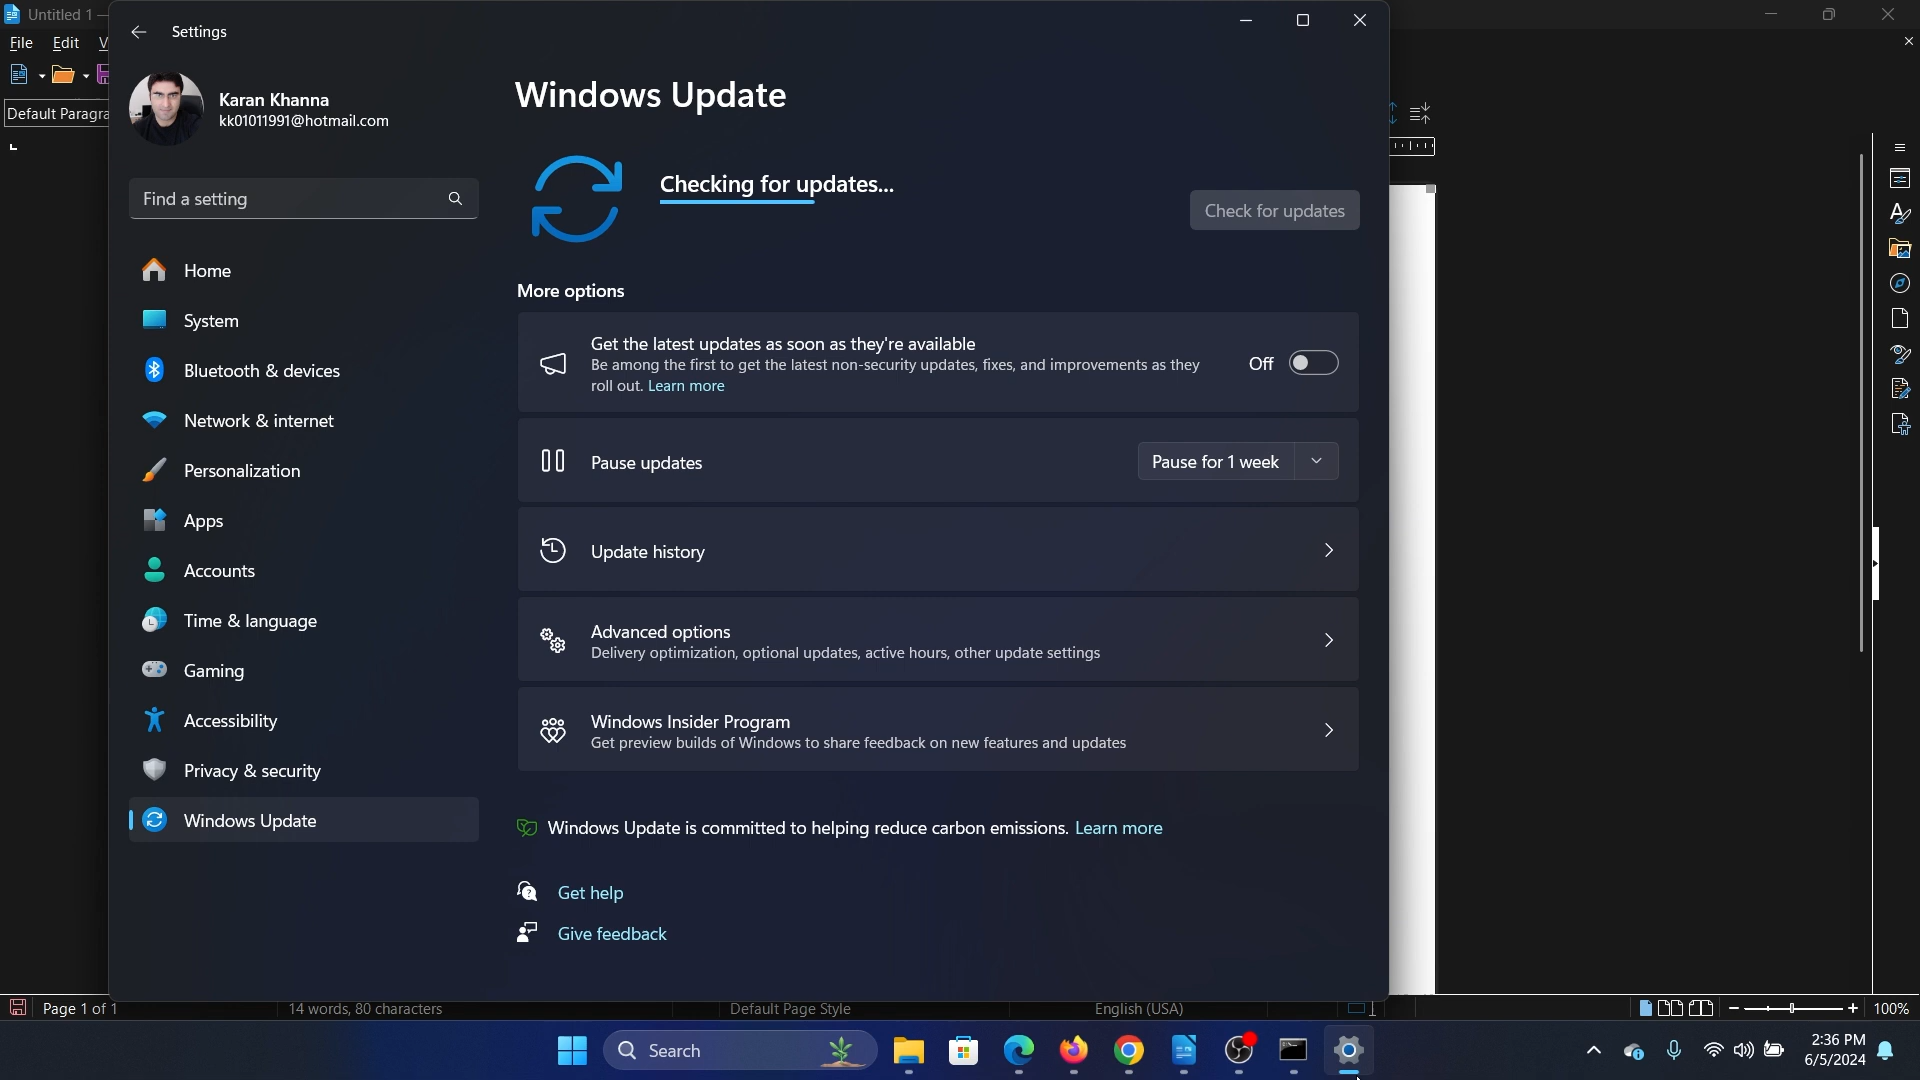 Untitled 1 —
File Edit V
Default Paragra
Settings
Karan Khanna
kk01011991@hotmail.com
Find a setting
Home
System
Bluetooth & devices
Network & internet
Personalization
Apps
Accounts
Time & language
Gaming
Accessibility
Privacy & security
Windows Update
Windows Update
Checking for updates...
Check for updates
More options
Get the latest updates as soon as they're available
Be among the first to get the latest non-security updates, fixes, and improvements as they
roll out. Learn more
Off
Pause updates
Pause for 1 week
Update history
Advanced options
Delivery optimization, optional updates, active hours, other update settings
Windows Insider Program
Get preview builds of Windows to share feedback on new features and updates
Windows Update is committed to helping reduce carbon emissions. Learn more
Get help
Give feedback
Page 1 of 1
14 words, 80 characters
Default Page Style
English (USA)
100%
Search
2:36 PM
6/5/2024